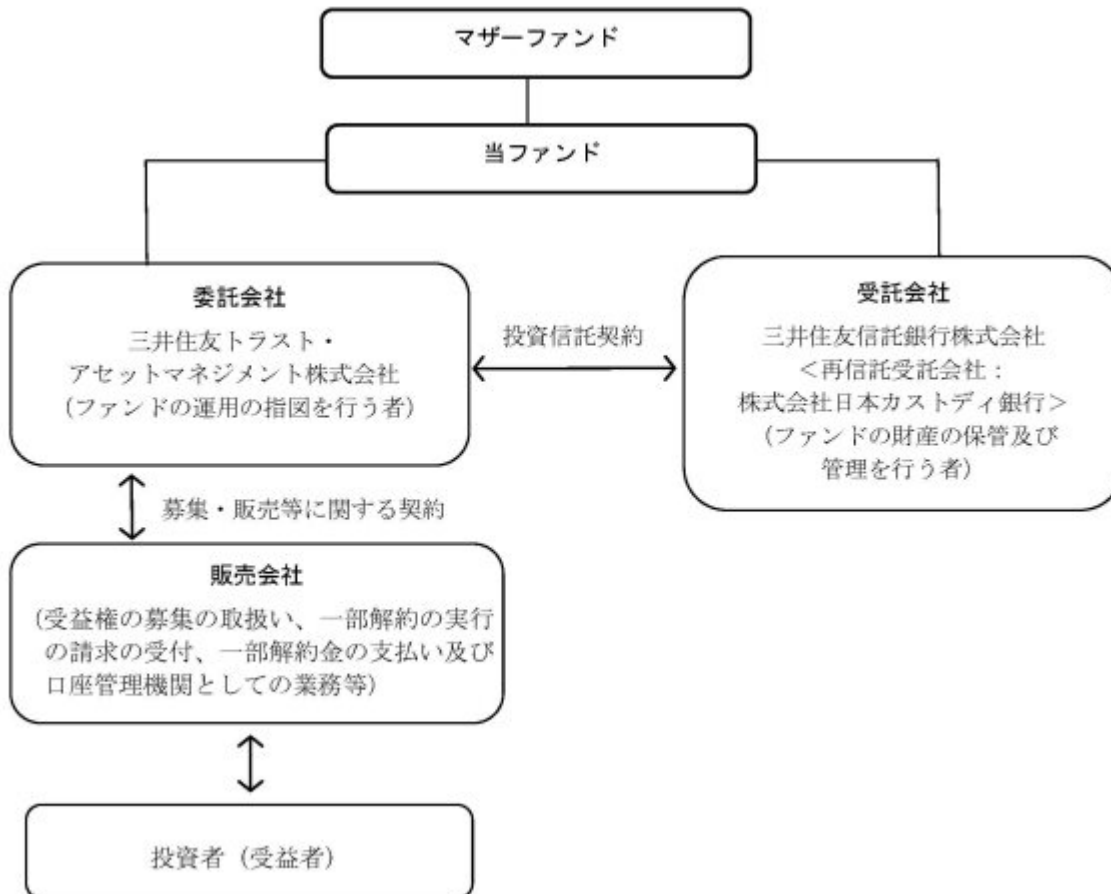 マザーファンド
当ファンド
委託会社
三井住友トラスト・
アセットマネジメント株式会社
(ファンドの運用の指図を行う者)
投資信託契約
受託会社
三井住友信託銀行株式会社
＜再信託受託会社：
株式会社日本カストディ銀行＞
(ファンドの財産の保管及び
管理を行う者)
募集・販売等に関する契約
販売会社
(受益権の募集の取扱い、一部解約の実行
の請求の受付、一部解約金の支払い及び
口座管理機関としての業務等)
投資者（受益者）